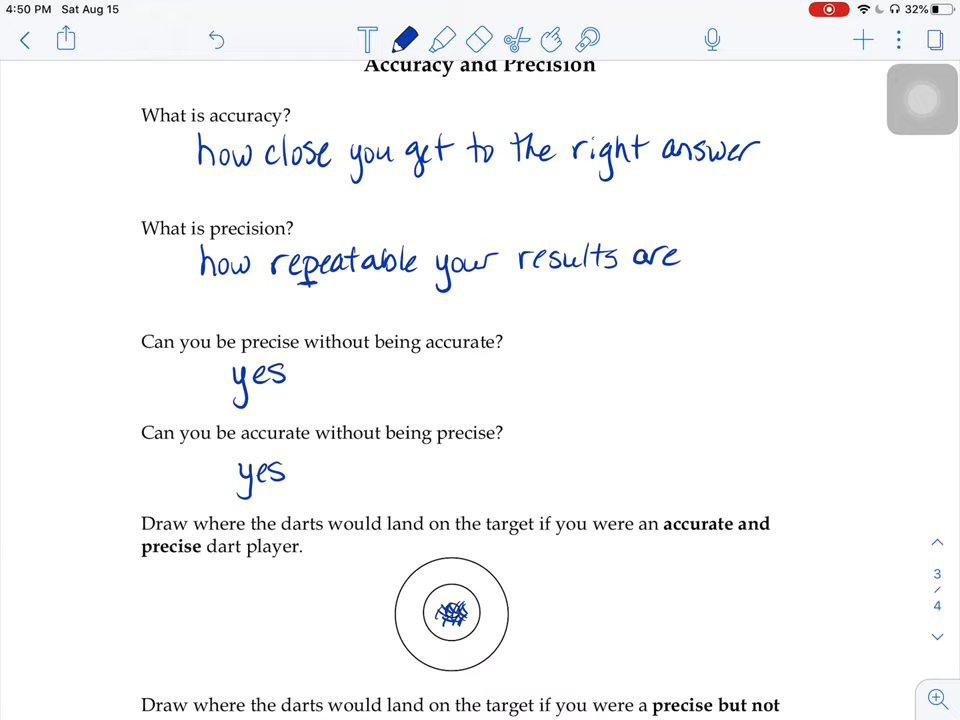 4:50 PM Sat Aug 15
32%
T
Accuracy and Precision
What is accuracy?
how close you get to the right answer
What is precision?
how repeatable your results are
Can you be precise without being accurate?
yes
Can you be accurate without being precise?
yes
Draw where the darts would land on the target if you were an accurate and
precise dart player.
3
/
4
Draw where the darts would land on the target if you were a precise but not